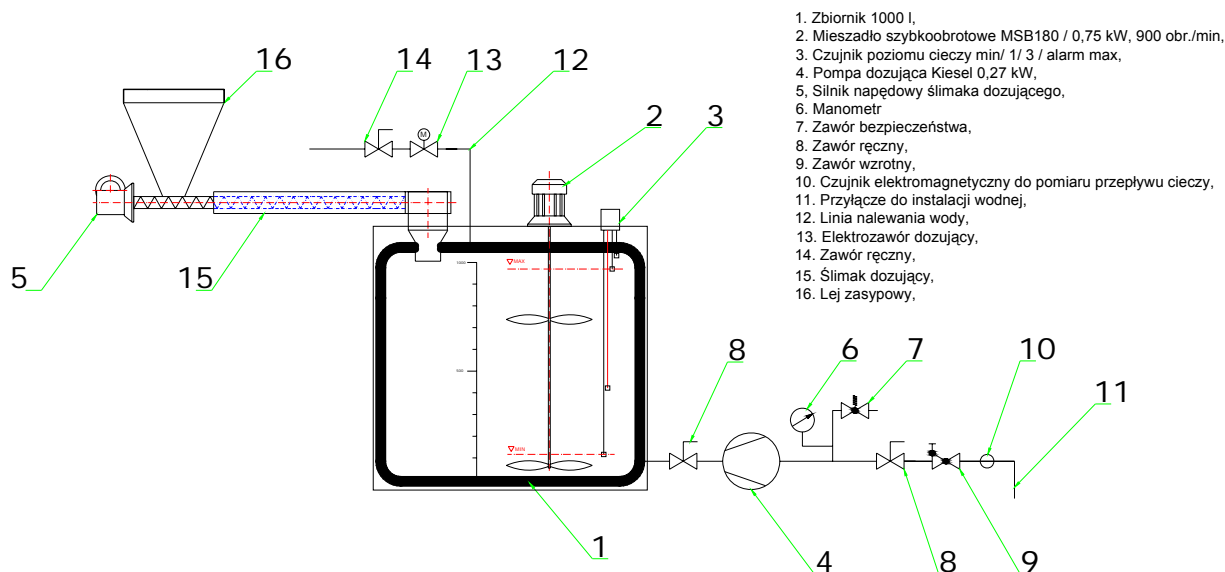 1. Zbiornik 1000 l,
2. Mieszadło szybkoobrotowe MSB180 / 0,75 kW, 900 obr./min,
3. Czujnik poziomu cieczy min/ 1/ 3 / alarm max,
4. Pompa dozująca Kiesel 0,27 kW,
5, Silnik napędowy ślimaka dozującego,
6. Manometr
7. Zawór bezpieczeństwa,
8. Zawór ręczny,
9. Zawór wzrotny,
10. Czujnik elektromagnetyczny do pomiaru przepływu cieczy,
11. Przyłącze do instalacji wodnej,
12. Linia nalewania wody,
13. Elektrozawór dozujący,
14. Zawór ręczny,
15. Ślimak dozujący,
16. Lej zasypowy,
16
14
13
12
2
3
M
5
15
1000
MAX
500
MIN
8
6
7
10
11
1
4
8
9